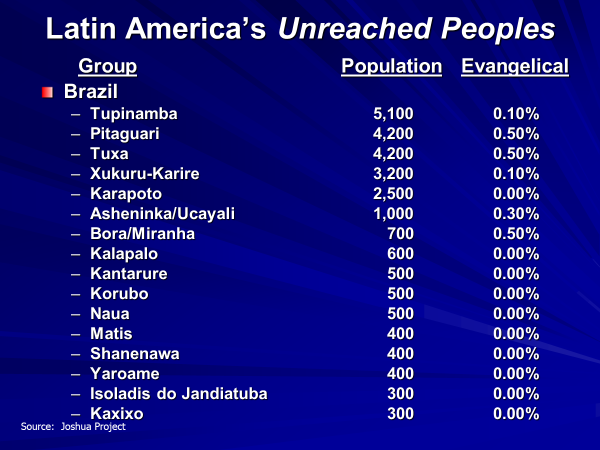 Latin America's Unreached Peoples
Group Population Evangelical
Brazil
– Tupinamba 5,100 0.10%
– Pitaguari 4,200 0.50%
– Tuxa 4,200 0.50%
– Xukuru-Karire 3,200 0.10%
– Karapoto 2,500 0.00%
– Asheninka/Ucayali 1,000 0.30%
– Bora/Miranha 700 0.50%
– Kalapalo 600 0.00%
– Kantarure 500 0.00%
– Korubo 500 0.00%
– Naua 500 0.00%
– Matis 400 0.00%
– Shanenawa 400 0.00%
– Yaroame 400 0.00%
– Isoladis do Jandiatuba 300 0.00%
– Kaxixo 300 0.00%
Source: Joshua Project